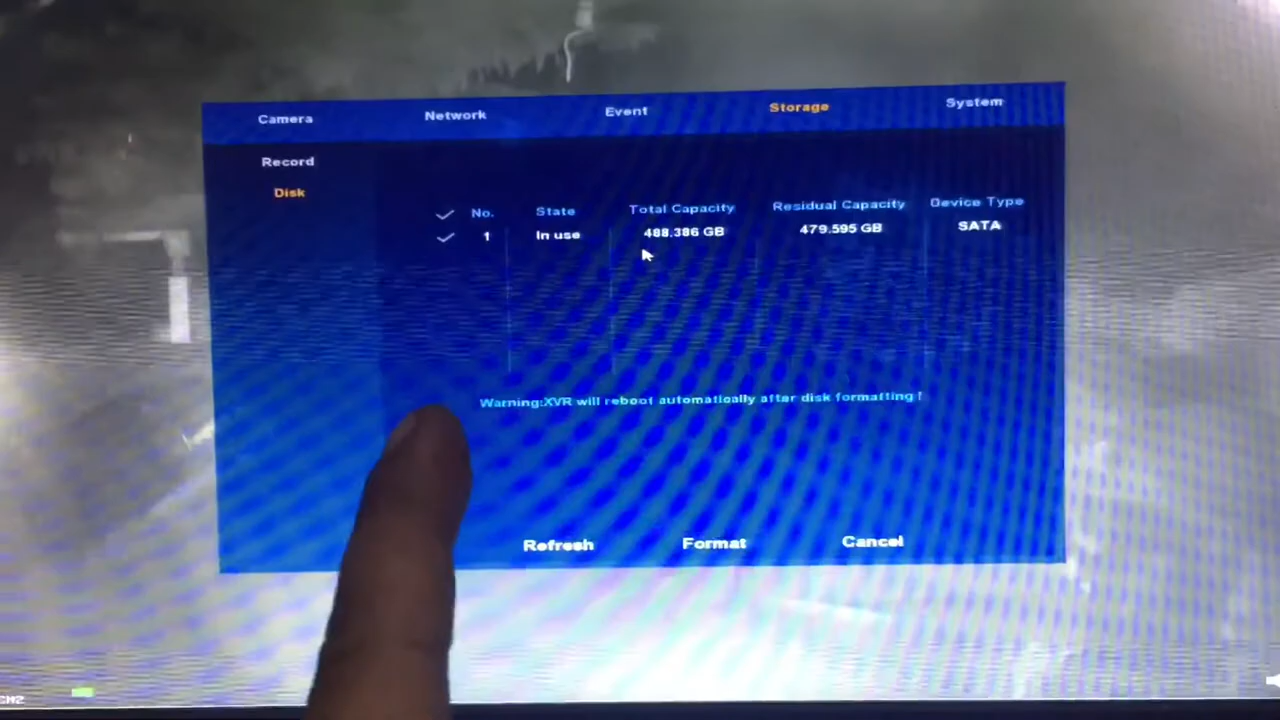 Camera Network Event Storage System
Record
Disk
No. State Total Capacity Residual Capacity Device Type
1 In use 488.386 GB 479.595 GB SATA
Warning:XVR will reboot automatically after disk formatting !
Refresh Format Cancel
CH2